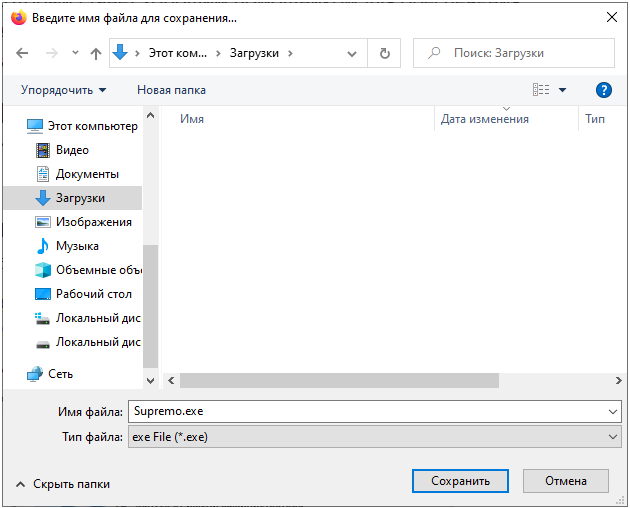 Введите имя файла для сохранения...
Этот ком... Загрузки
Поиск: Загрузки
Упорядочить Новая папка
Имя Дата изменения Тип
Этот компьютер
Видео
Документы
Загрузки
Изображения
Музыка
Объемные объ
Рабочий стол
Локальный дис
Локальный дис
Сеть
Имя файла: Supremo.exe
Тип файла: exe File (*.exe)
Скрыть папки Сохранить Отмена